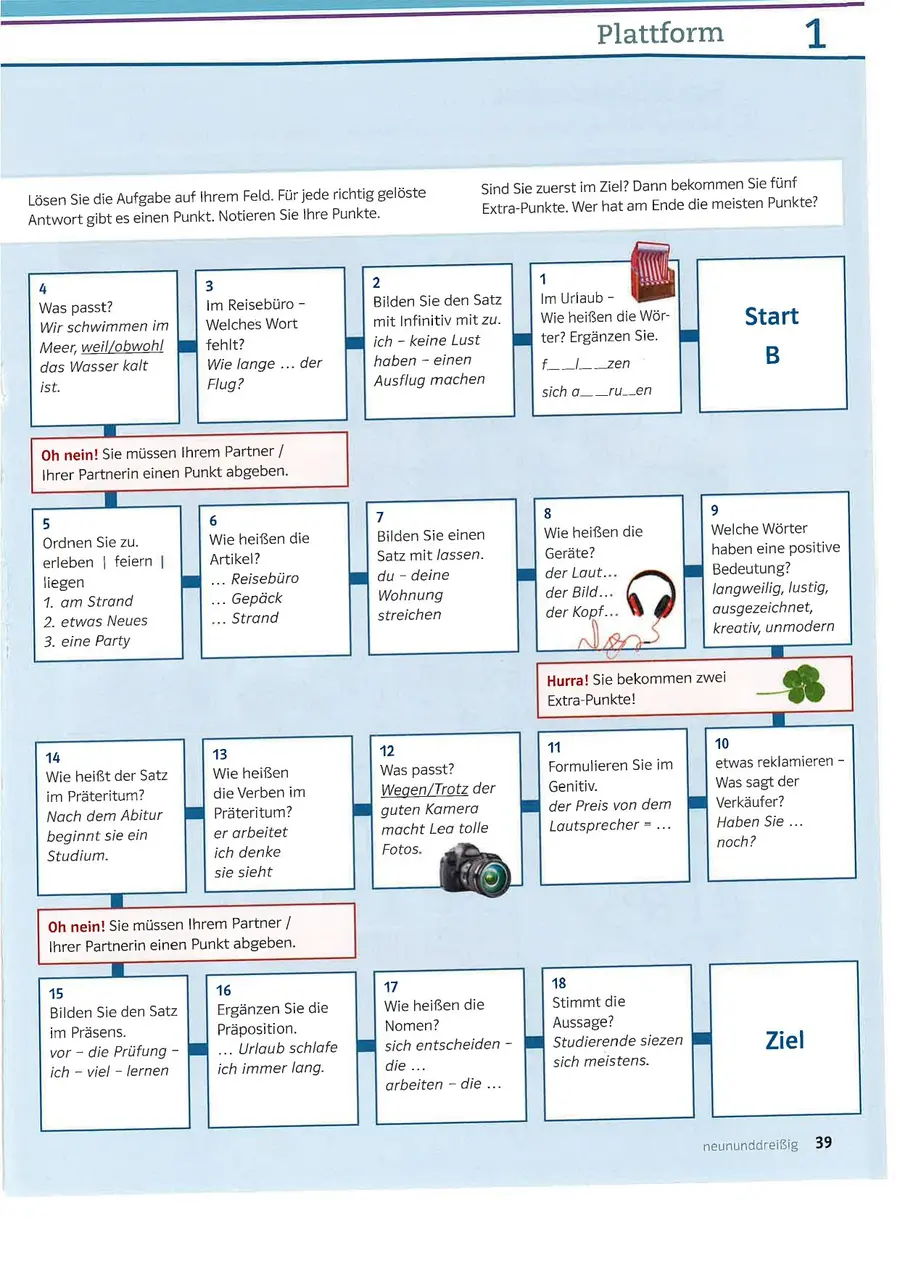 Plattform 1
Lösen Sie die Aufgabe auf Ihrem Feld. Für jede richtig gelöste
Antwort gibt es einen Punkt. Notieren Sie Ihre Punkte.
Sind Sie zuerst im Ziel? Dann bekommen Sie fünf
Extra-Punkte. Wer hat am Ende die meisten Punkte?
Start
B
1
Im Urlaub –
Wie heißen die Wör-
ter? Ergänzen Sie.
f__ __l__ __zen
sich a__ __ru__en
2
Bilden Sie den Satz
mit Infinitiv mit zu.
ich – keine Lust
haben – einen
Ausflug machen
3
Im Reisebüro –
Welches Wort
fehlt?
Wie lange ... der
Flug?
4
Was passt?
Wir schwimmen im
Meer, weil/obwohl
das Wasser kalt
ist.
Oh nein! Sie müssen Ihrem Partner /
Ihrer Partnerin einen Punkt abgeben.
5
Ordnen Sie zu.
erleben | feiern |
liegen
1. am Strand
2. etwas Neues
3. eine Party
6
Wie heißen die
Artikel?
... Reisebüro
... Gepäck
... Strand
7
Bilden Sie einen
Satz mit lassen.
du – deine
Wohnung
streichen
8
Wie heißen die
Geräte?
der Laut...
der Bild...
der Kopf...
9
Welche Wörter
haben eine positive
Bedeutung?
langweilig, lustig,
ausgezeichnet,
kreativ, unmodern
Hurra! Sie bekommen zwei
Extra-Punkte!
10
etwas reklamieren –
Was sagt der
Verkäufer?
Haben Sie ...
noch?
11
Formulieren Sie im
Genitiv.
der Preis von dem
Lautsprecher = ...
12
Was passt?
Wegen/Trotz der
guten Kamera
macht Lea tolle
Fotos.
13
Wie heißen
die Verben im
Präteritum?
er arbeitet
ich denke
sie sieht
14
Wie heißt der Satz
im Präteritum?
Nach dem Abitur
beginnt sie ein
Studium.
Oh nein! Sie müssen Ihrem Partner /
Ihrer Partnerin einen Punkt abgeben.
15
Bilden Sie den Satz
im Präsens.
vor – die Prüfung –
ich – viel – lernen
16
Ergänzen Sie die
Präposition.
... Urlaub schlafe
ich immer lang.
17
Wie heißen die
Nomen?
sich entscheiden –
die ...
arbeiten – die ...
18
Stimmt die
Aussage?
Studierende siezen
sich meistens.
Ziel
neununddreißig 39